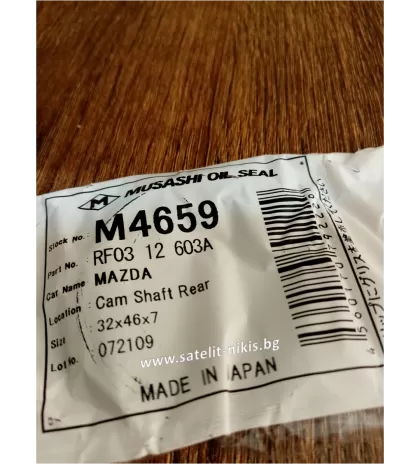 M MUSASHI OIL SEAL
Stock No. : M4659
Part No. : RF03 12 603A
Car Name : MAZDA
Location : Cam Shaft Rear
Size : 32x46x7
Lot No. : 072109
www.satelit-nikis.bg
MADE IN JAPAN